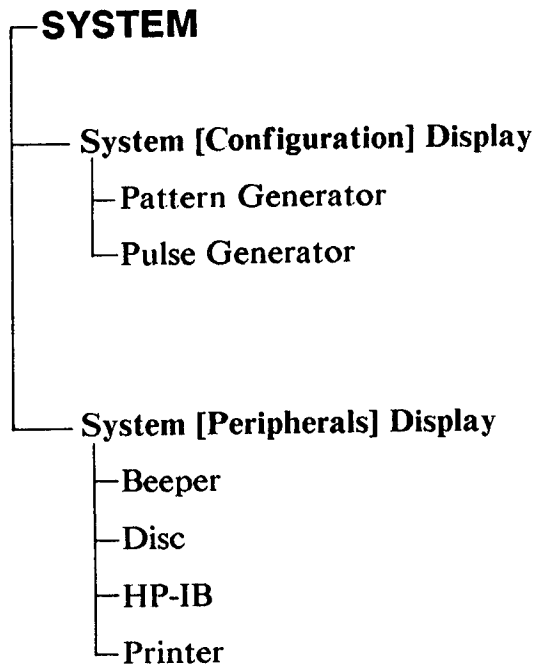 SYSTEM
System [Configuration] Display
Pattern Generator
Pulse Generator
System [Peripherals] Display
Beeper
Disc
HP-IB
Printer